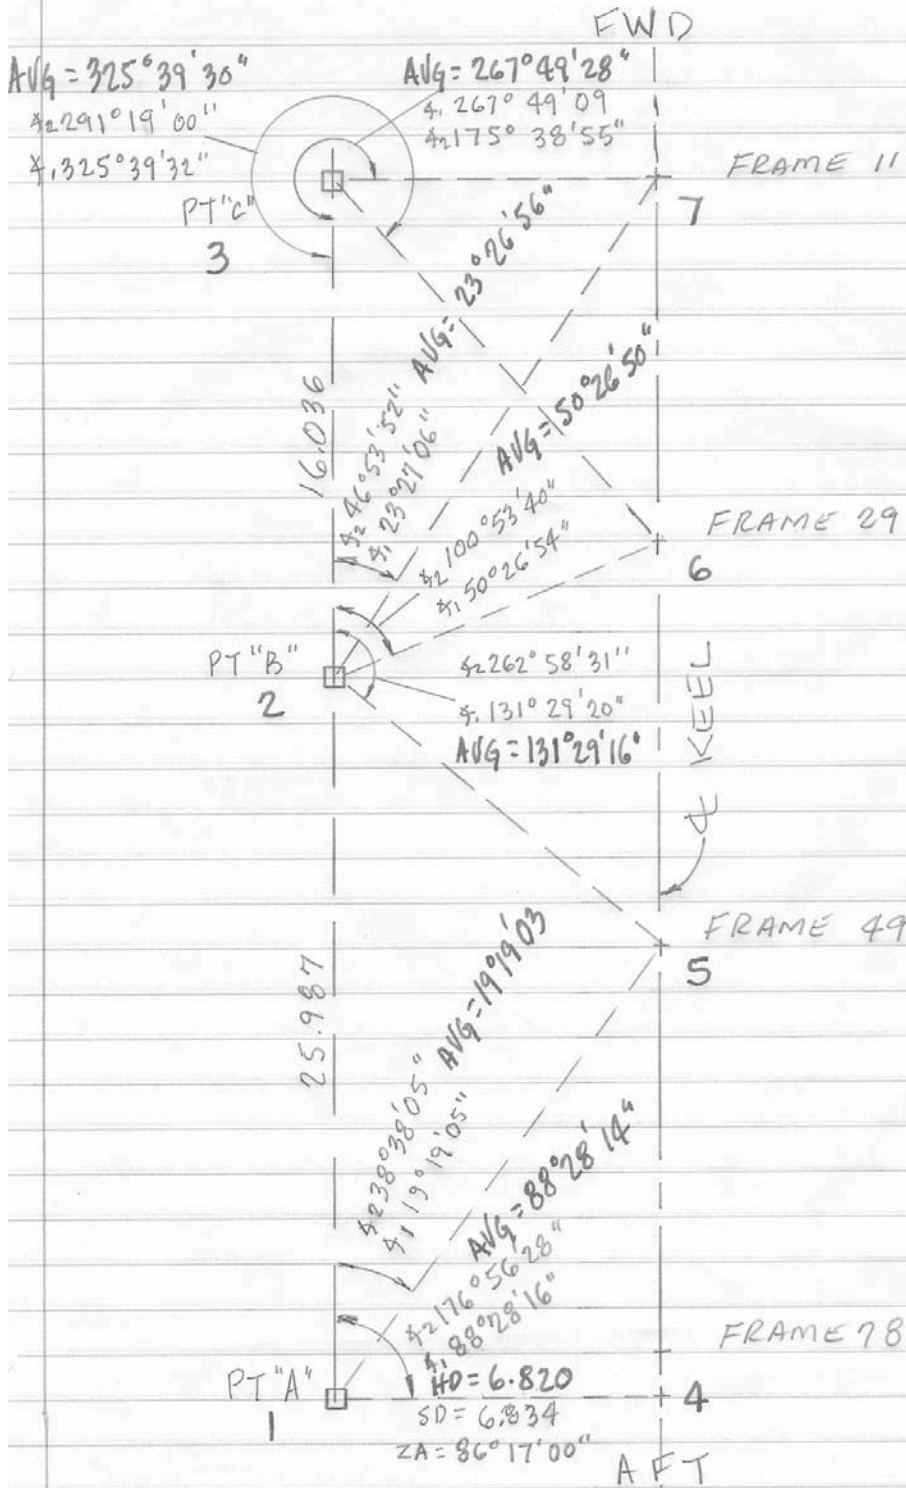 FWD
AVG = 325°39'30"
∡2 291°19'00"
∡1 325°39'32"
AVG = 267°49'28"
∡1 267°49'09
∡2 175°38'55"
FRAME 11
PT "C"
3
7
16.036
∡2 46°53'52"
∡1 23°27'06"
AVG = 23°26'56"
∡2 100°53'40"
∡1 50°26'54"
AVG = 50°26'50"
FRAME 29
6
PT "B"
2
∡2 262°58'31"
∡1 131°29'20"
AVG = 131°29'16"
℄ KEEL
FRAME 49
5
25.987
∡2 38°38'05"
∡1 19°19'05"
AVG = 19°19'03
∡2 176°56'28"
∡1 88°28'16"
AVG = 88°28'14"
FRAME 78
PT "A"
1
HD = 6.820
SD = 6.834
ZA = 86°17'00"
4
AFT